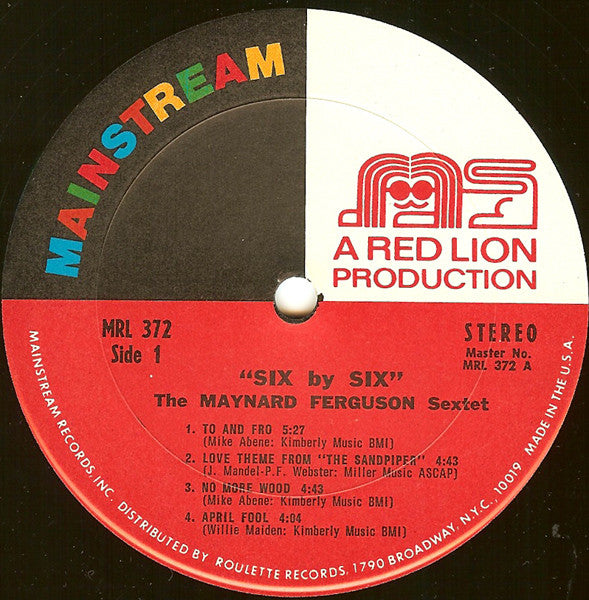 MAINSTREAM
A RED LION
PRODUCTION
MRL 372
Side 1
STEREO
Master No.
MRL 372 A
"SIX by SIX"
The MAYNARD FERGUSON Sextet
1. TO AND FRO 5:27
(Mike Abene: Kimberly Music BMI)
2. LOVE THEME FROM "THE SANDPIPER" 4:43
(J. Mandel-P.F. Webster: Miller Music ASCAP)
3. NO MORE WOOD 4:43
(Mike Abene: Kimberly Music BMI)
4. APRIL FOOL 4:04
(Willie Maiden: Kimberly Music BMI)
MAINSTREAM RECORDS, INC. DISTRIBUTED BY ROULETTE RECORDS, 1790 BROADWAY, N.Y.C., 10019 MADE IN THE U.S.A.